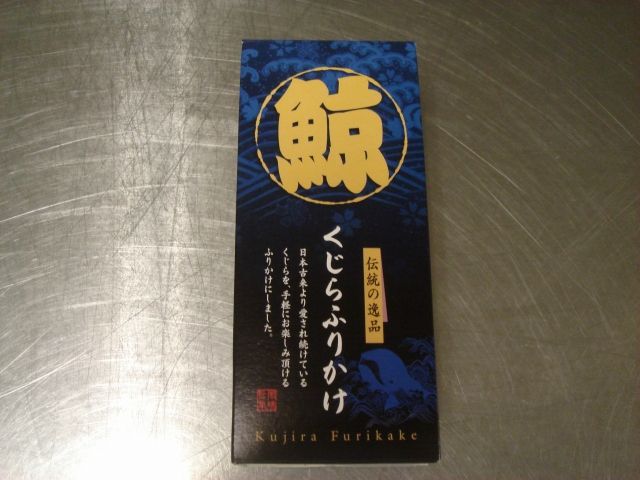 鯨
伝統の逸品
くじらふりかけ
日本古来より愛され続けている
くじらを、手軽にお楽しみ頂ける
ふりかけにしました。
Kujira Furikake